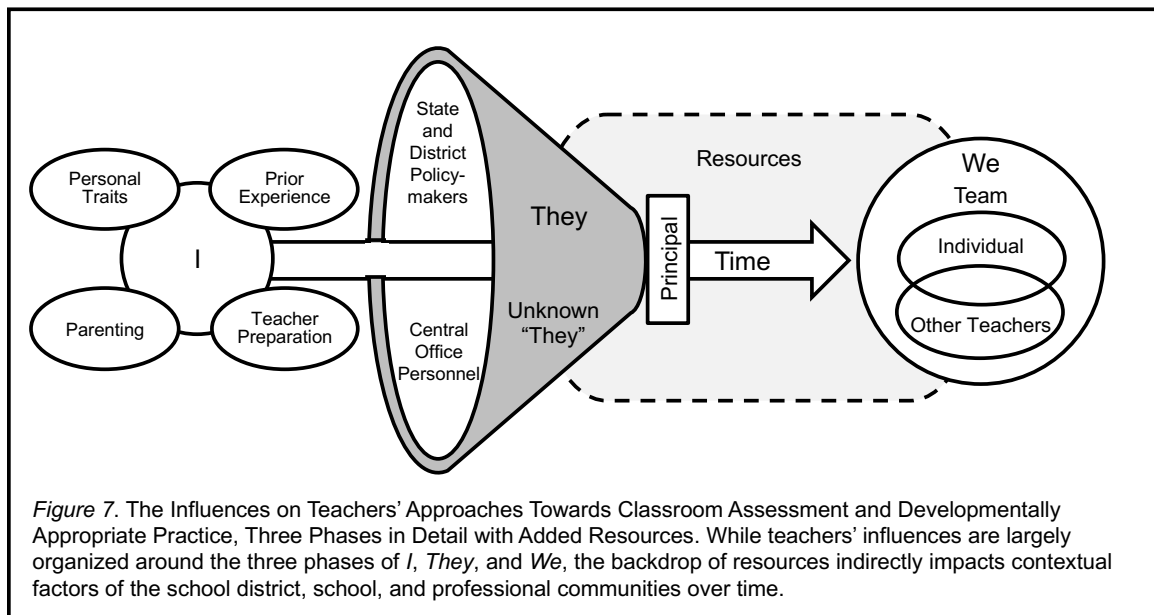 Personal
Traits
Prior
Experience
I
Parenting
Teacher
Preparation
State
and
District
Policy-
makers
Central
Office
Personnel
They
Unknown
“They”
Principal
Resources
Time
We
Team
Individual
Other Teachers
Figure 7. The Influences on Teachers’ Approaches Towards Classroom Assessment and Developmentally
Appropriate Practice, Three Phases in Detail with Added Resources. While teachers’ influences are largely
organized around the three phases of I, They, and We, the backdrop of resources indirectly impacts contextual
factors of the school district, school, and professional communities over time.